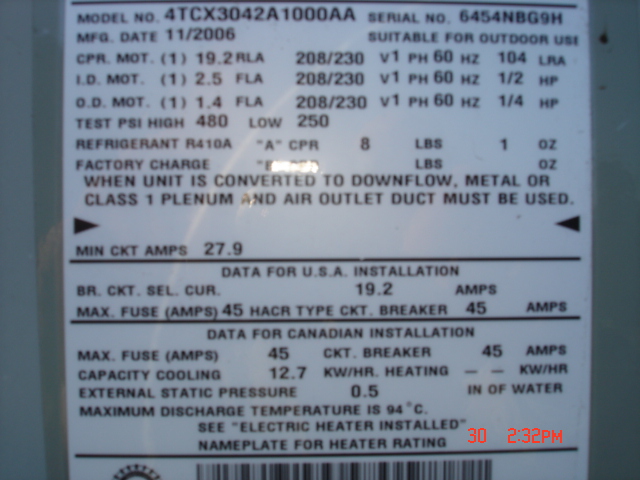 MODEL NO. 4TCX3042A1000AA SERIAL NO. 6454NBG9H
MFG. DATE 11/2006 SUITABLE FOR OUTDOOR USE
CPR. MOT. (1) 19.2 RLA 208/230 V1 PH 60 HZ 104 LRA
I.D. MOT. (1) 2.5 FLA 208/230 V1 PH 60 HZ 1/2 HP
O.D. MOT. (1) 1.4 FLA 208/230 V1 PH 60 HZ 1/4 HP
TEST PSI HIGH 480 LOW 250
REFRIGERANT R410A "A" CPR 8 LBS 1 OZ
FACTORY CHARGE LBS OZ
WHEN UNIT IS CONVERTED TO DOWNFLOW, METAL OR
CLASS 1 PLENUM AND AIR OUTLET DUCT MUST BE USED.
MIN CKT AMPS 27.9
DATA FOR U.S.A. INSTALLATION
BR. CKT. SEL. CUR. 19.2 AMPS
MAX. FUSE (AMPS) 45 HACR TYPE CKT. BREAKER 45 AMPS
DATA FOR CANADIAN INSTALLATION
MAX. FUSE (AMPS) 45 CKT. BREAKER 45 AMPS
CAPACITY COOLING 12.7 KW/HR. HEATING — — KW/HR
EXTERNAL STATIC PRESSURE 0.5 IN OF WATER
MAXIMUM DISCHARGE TEMPERATURE IS 94°C.
SEE "ELECTRIC HEATER INSTALLED"
NAMEPLATE FOR HEATER RATING
30 2:32PM